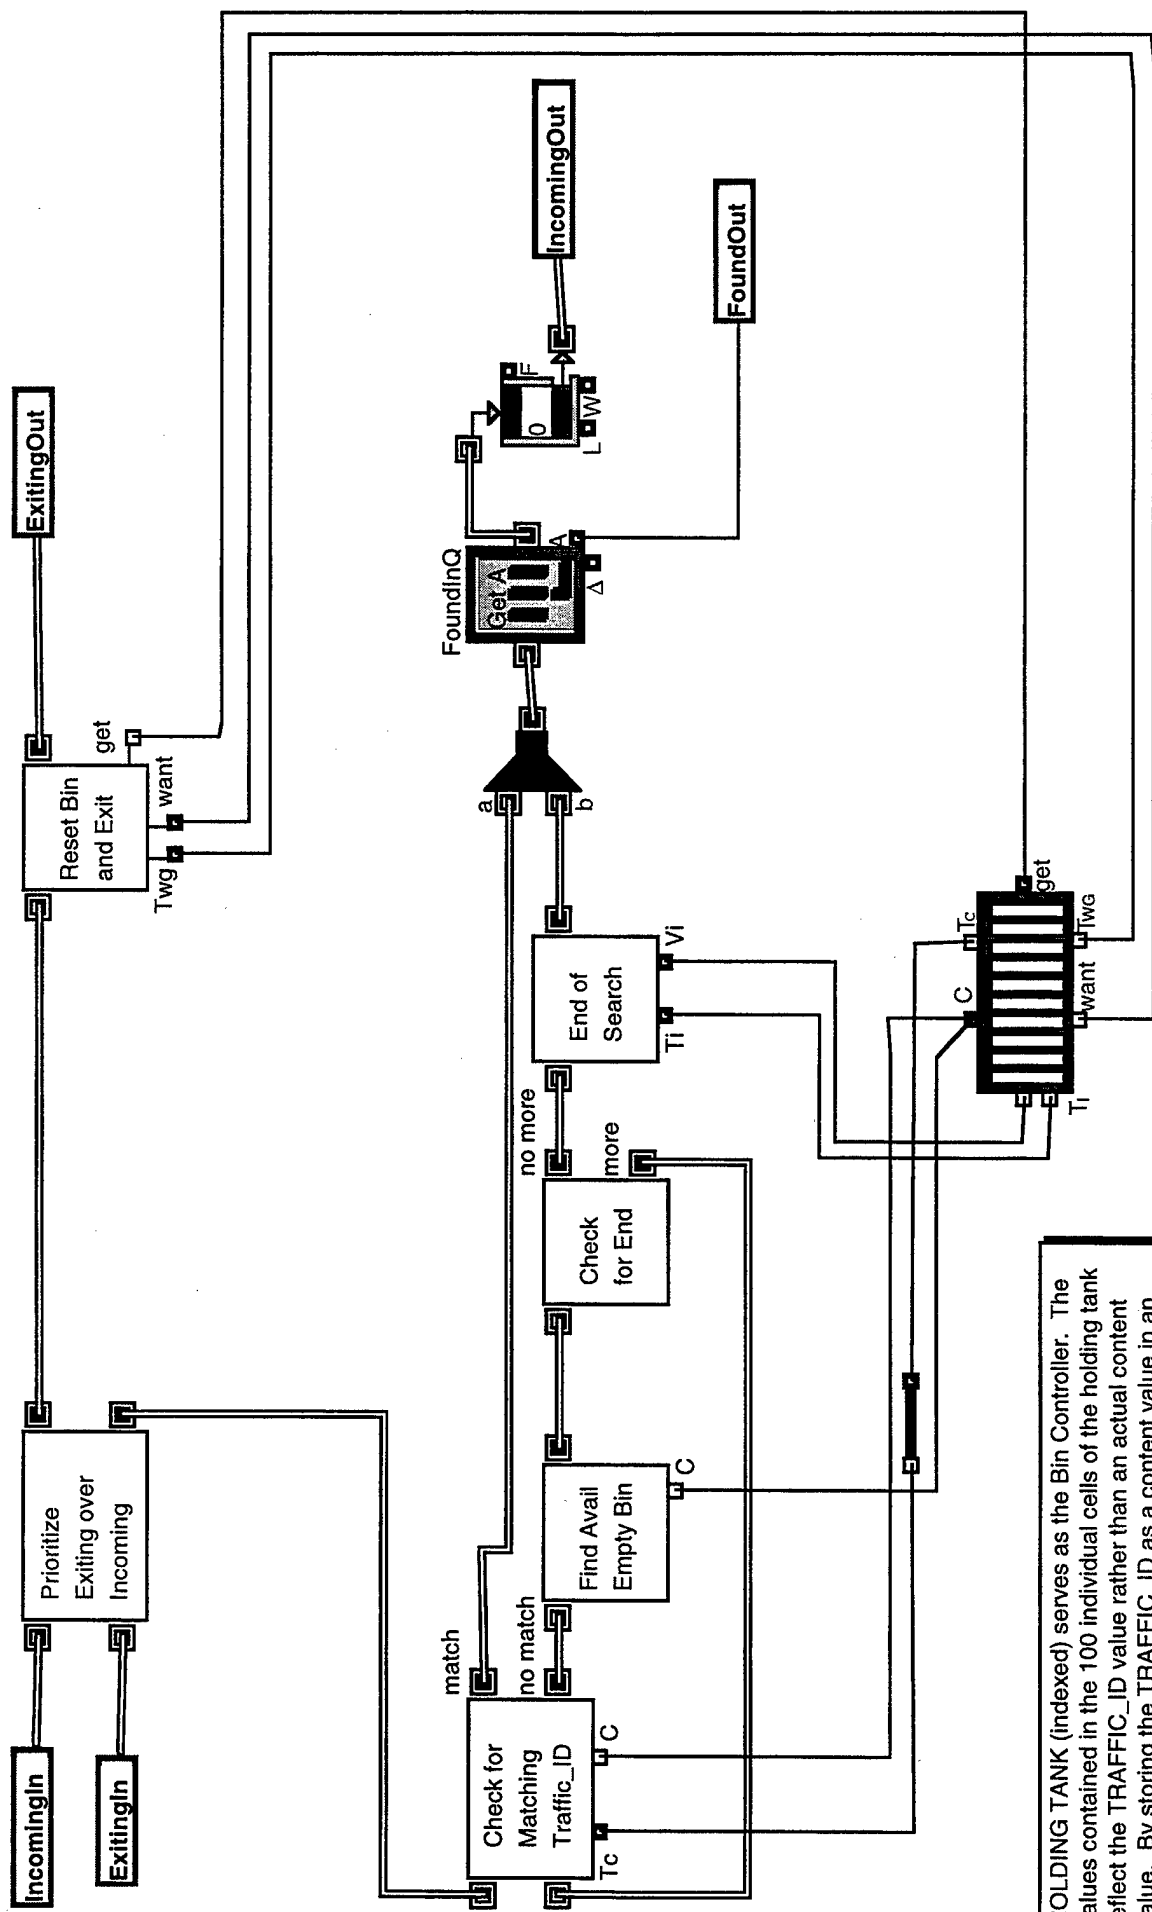 IncomingIn
ExitingIn
Prioritize
Exiting over
Incoming
Reset Bin
and Exit
Twg
want
get
ExitingOut
Check for
Matching
Traffic_ID
Tc
C
match
no match
Find Avail
Empty Bin
C
Check
for End
no more
more
End of
Search
Ti
Vi
a
b
FoundInQ
Get A
A
Δ
0
F
L
W
IncomingOut
FoundOut
C
Tc
TI
want
TWG
get
OLDING TANK (indexed) serves as the Bin Controller. The
alues contained in the 100 individual cells of the holding tank
eflect the TRAFFIC_ID value rather than an actual content
alue. By storing the TRAFFIC_ID as a content value in an